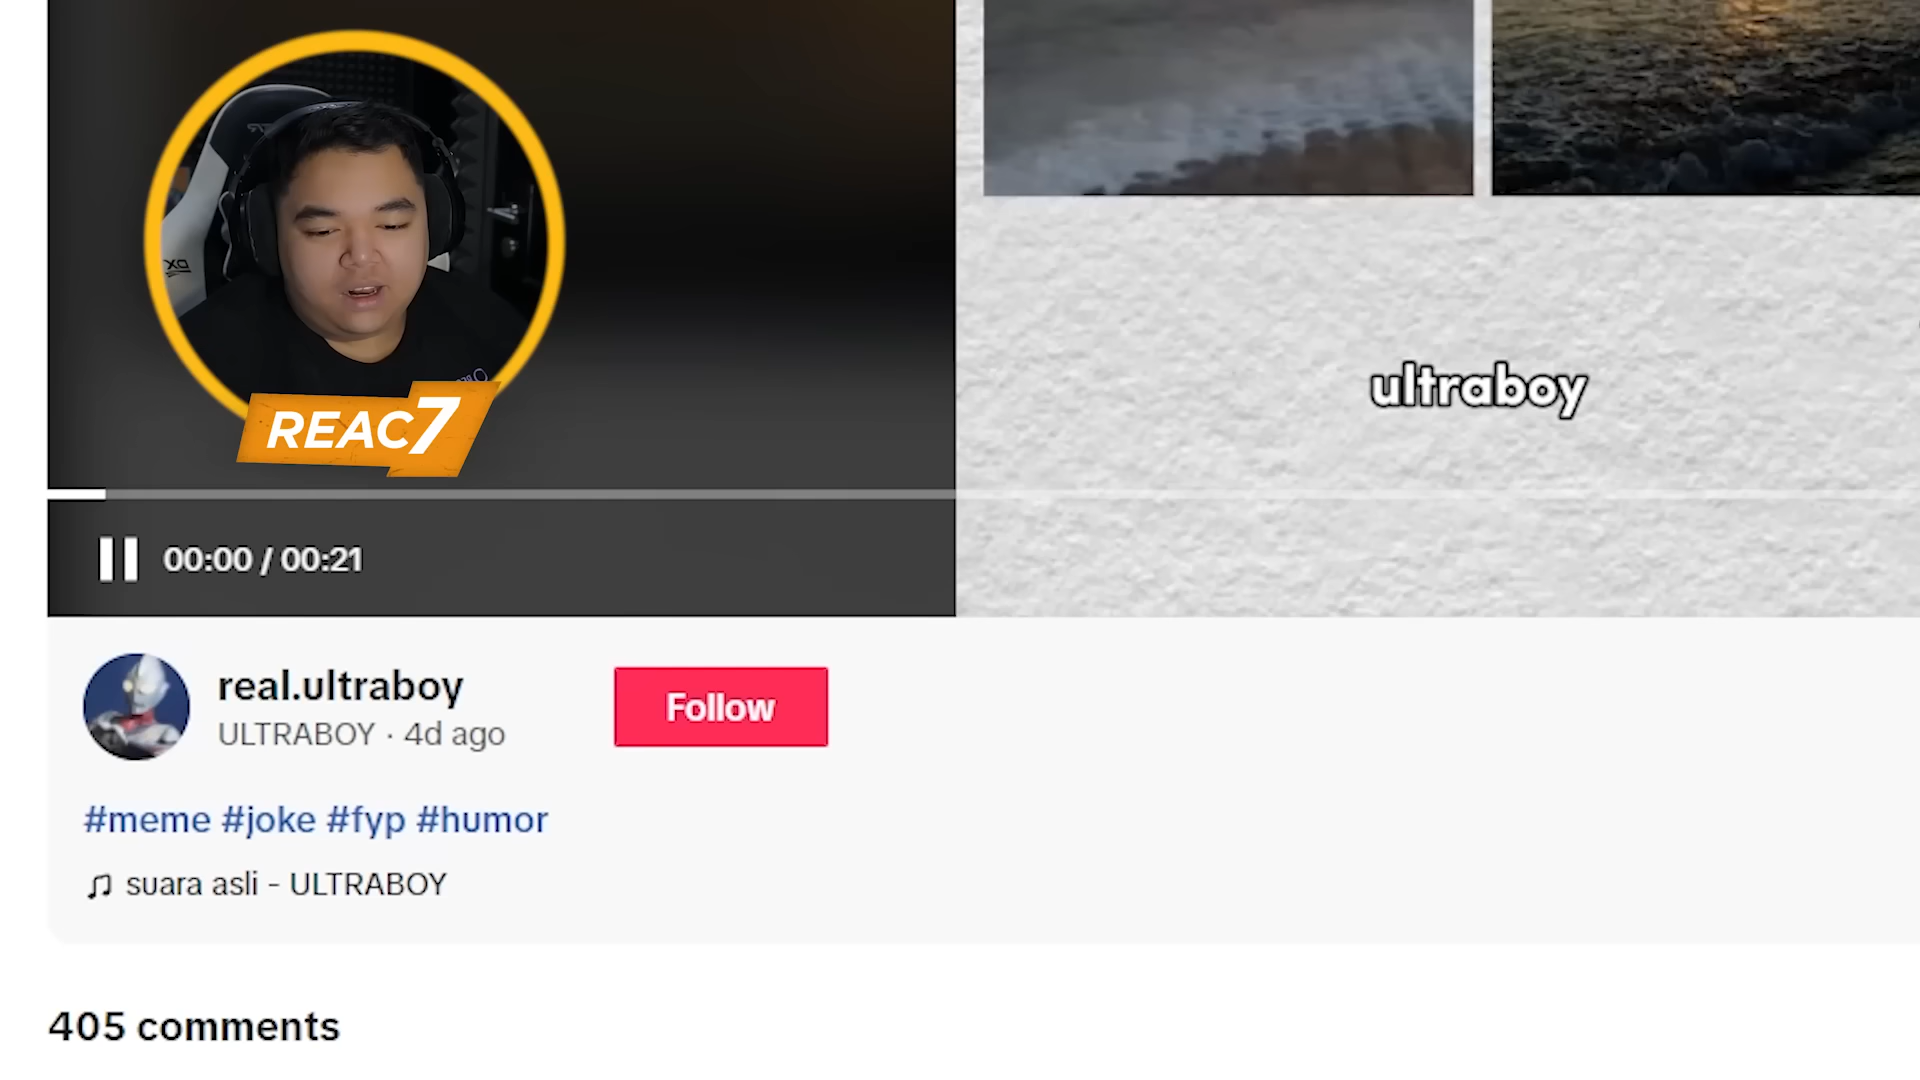 REAC7
ultraboy
00:00 / 00:21
real.ultraboy
Follow
ULTRABOY · 4d ago
#meme #joke #fyp #humor
suara asli - ULTRABOY
405 comments